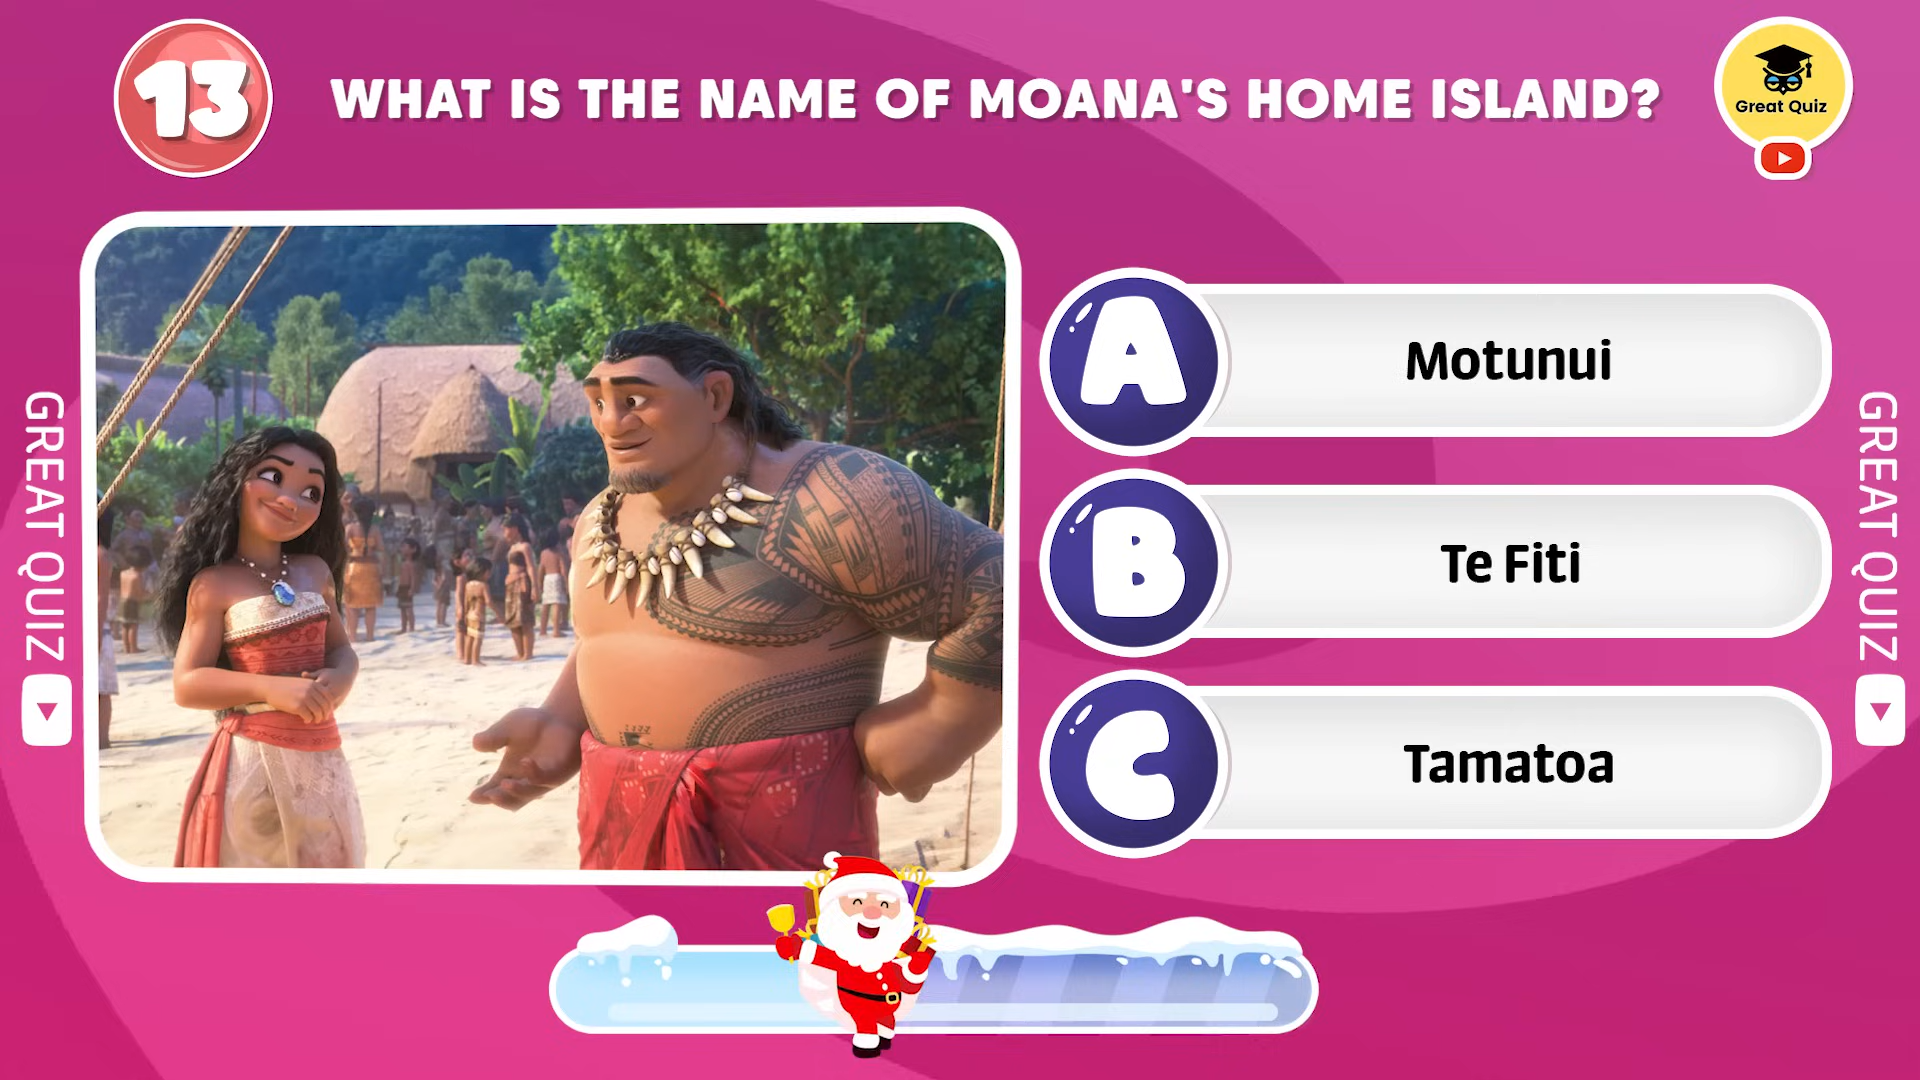 13
WHAT IS THE NAME OF MOANA'S HOME ISLAND?
Great Quiz
A
Motunui
B
Te Fiti
C
Tamatoa
GREAT QUIZ
GREAT QUIZ